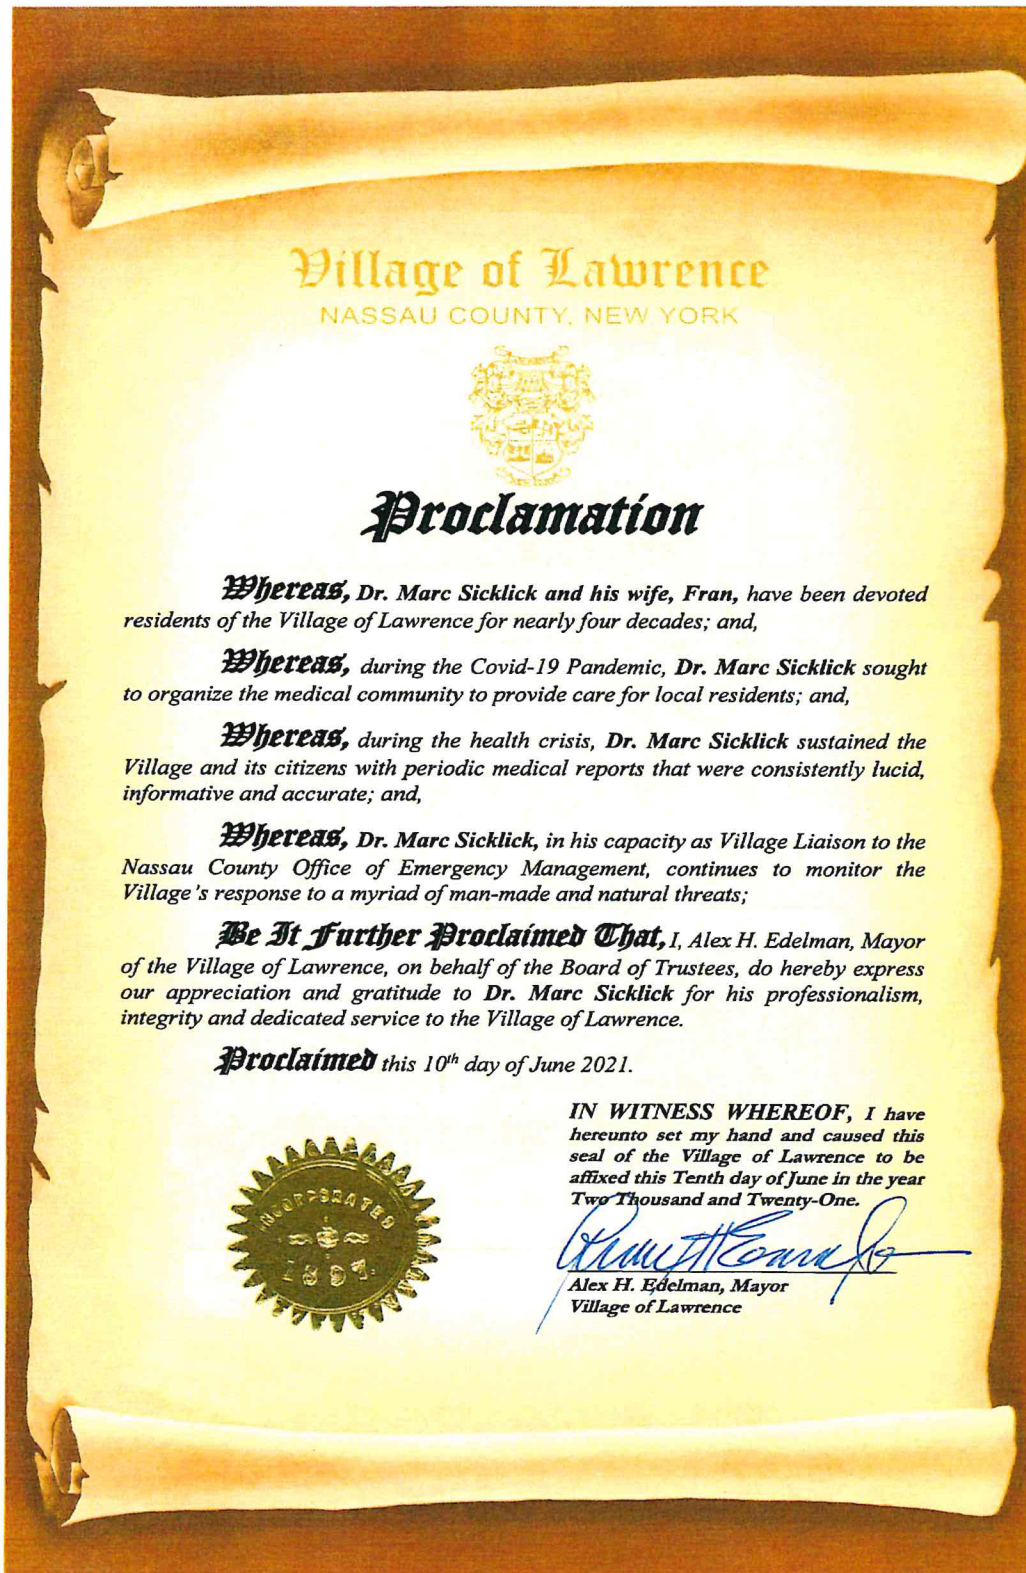 Village of Lawrence
NASSAU COUNTY, NEW YORK
Proclamation
Whereas, Dr. Marc Sicklick and his wife, Fran, have been devoted
residents of the Village of Lawrence for nearly four decades; and,
Whereas, during the Covid-19 Pandemic, Dr. Marc Sicklick sought
to organize the medical community to provide care for local residents; and,
Whereas, during the health crisis, Dr. Marc Sicklick sustained the
Village and its citizens with periodic medical reports that were consistently lucid,
informative and accurate; and,
Whereas, Dr. Marc Sicklick, in his capacity as Village Liaison to the
Nassau County Office of Emergency Management, continues to monitor the
Village's response to a myriad of man-made and natural threats;
Be It Further Proclaimed That, I, Alex H. Edelman, Mayor
of the Village of Lawrence, on behalf of the Board of Trustees, do hereby express
our appreciation and gratitude to Dr. Marc Sicklick for his professionalism,
integrity and dedicated service to the Village of Lawrence.
Proclaimed this 10th day of June 2021.
IN WITNESS WHEREOF, I have
hereunto set my hand and caused this
seal of the Village of Lawrence to be
affixed this Tenth day of June in the year
Two Thousand and Twenty-One.
Alex H. Edelman, Mayor
Village of Lawrence
INCORPORATED
1897